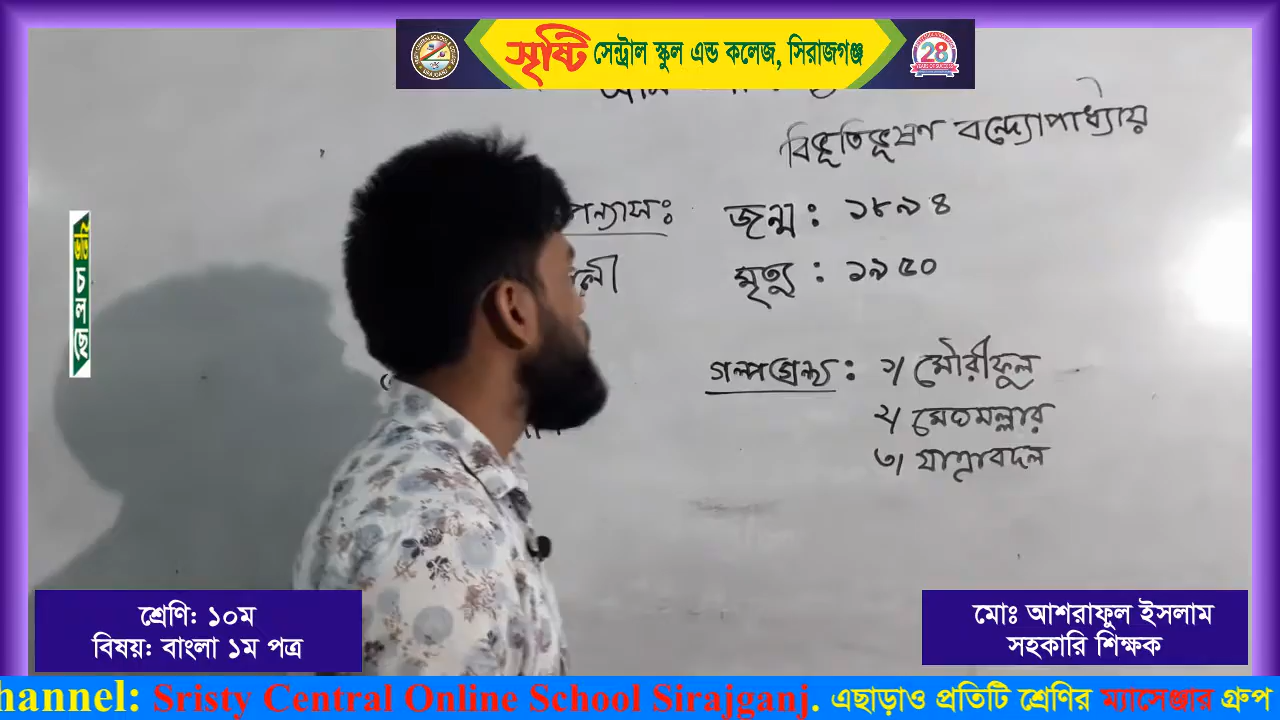 সৃষ্টি সেন্ট্রাল স্কুল এন্ড কলেজ, সিরাজগঞ্জ
28
বিভূতিভূষণ বন্দ্যোপাধ্যায়
জন্ম : ১৮৯৪
মৃত্যু : ১৯৫০
গল্পগ্রন্থ : ১/ মৌরীফুল
২/ মেঘমল্লার
৩/ যাত্রাবদল
শ্রেণি: ১০ম
বিষয়: বাংলা ১ম পত্র
মোঃ আশরাফুল ইসলাম
সহকারি শিক্ষক
hannel: Sristy Central Online School Sirajganj. এছাড়াও প্রতিটি শ্রেণির ম্যাসেঞ্জার গ্রুপ